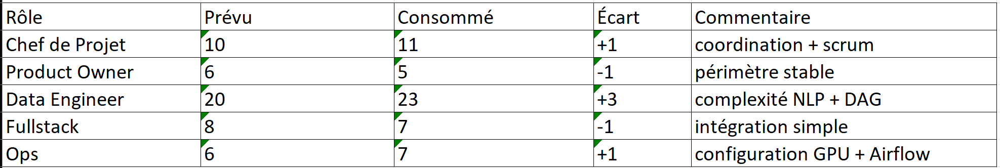 Rôle Prévu Consommé Écart Commentaire
Chef de Projet 10 11 +1 coordination + scrum
Product Owner 6 5 -1 périmètre stable
Data Engineer 20 23 +3 complexité NLP + DAG
Fullstack 8 7 -1 intégration simple
Ops 6 7 +1 configuration GPU + Airflow